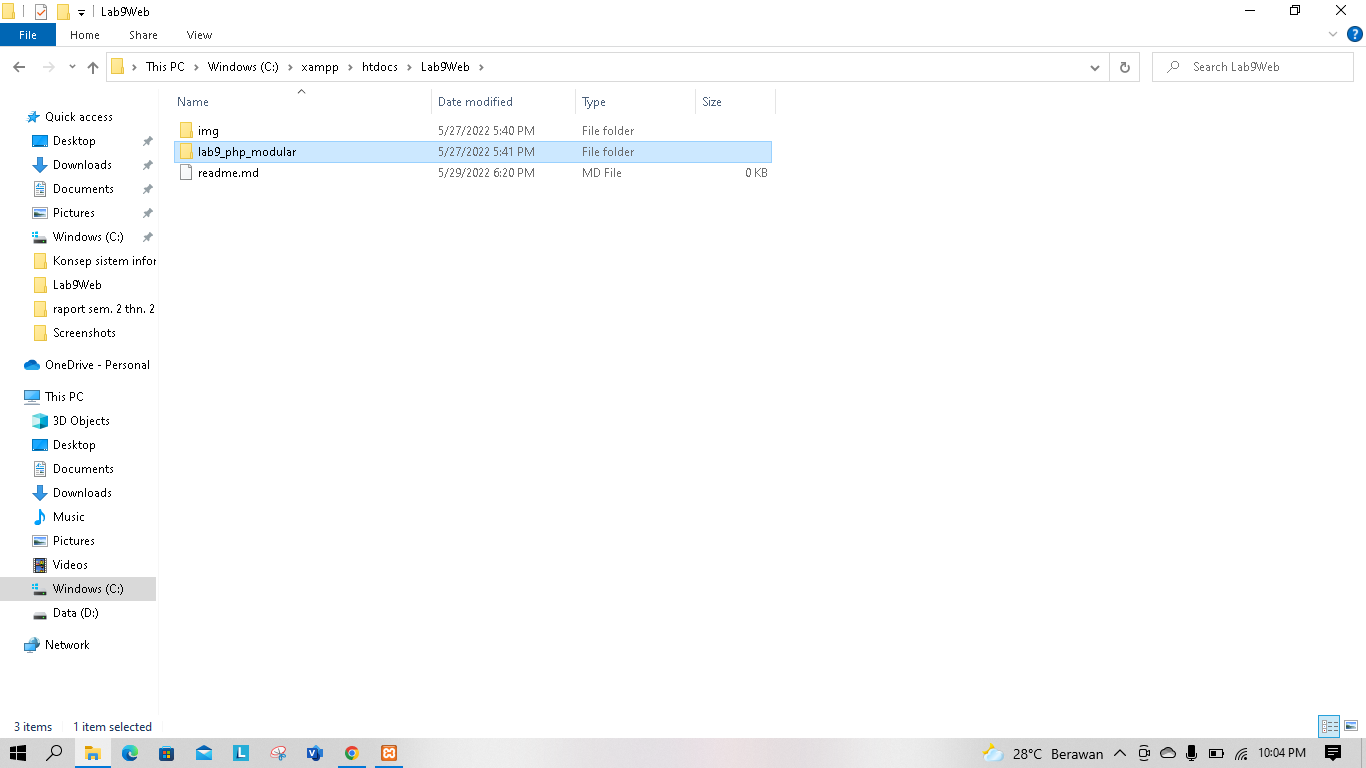 Lab9Web
File Home Share View
This PC Windows (C:) xampp htdocs Lab9Web Search Lab9Web
Name Date modified Type Size
img 5/27/2022 5:40 PM File folder
lab9_php_modular 5/27/2022 5:41 PM File folder
readme.md 5/29/2022 6:20 PM MD File 0 KB
Quick access
Desktop
Downloads
Documents
Pictures
Windows (C:)
Konsep sistem infor
Lab9Web
raport sem. 2 thn. 2
Screenshots
OneDrive - Personal
This PC
3D Objects
Desktop
Documents
Downloads
Music
Pictures
Videos
Windows (C:)
Data (D:)
Network
3 items 1 item selected
28°C Berawan 10:04 PM